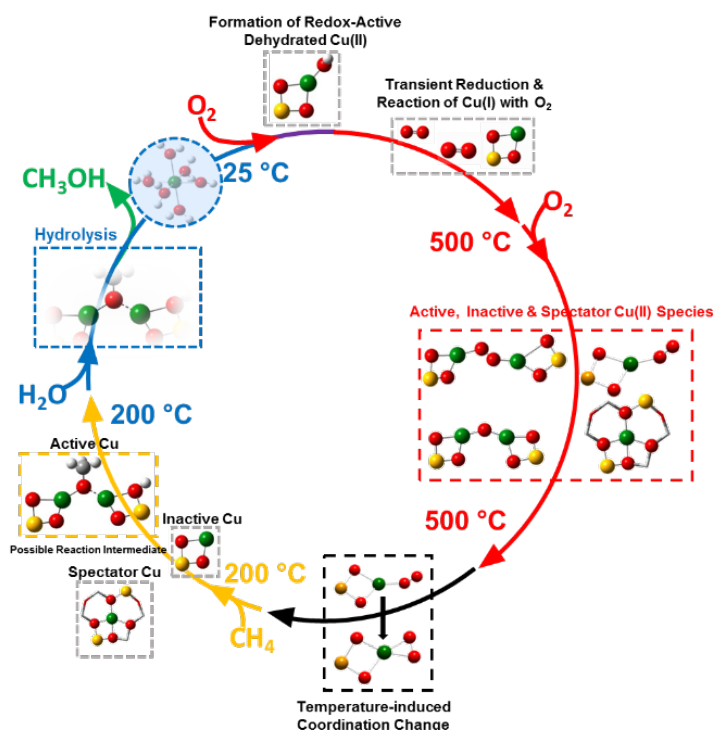 Formation of Redox-Active
Dehydrated Cu(II)
Transient Reduction &
Reaction of Cu(I) with O₂
O₂
25 °C
CH₃OH
Hydrolysis
O₂
500 °C
Active, Inactive & Spectator Cu(II) Species
H₂O
200 °C
Active Cu
Possible Reaction Intermediate
Inactive Cu
Spectator Cu
200 °C
CH₄
500 °C
Temperature-induced
Coordination Change